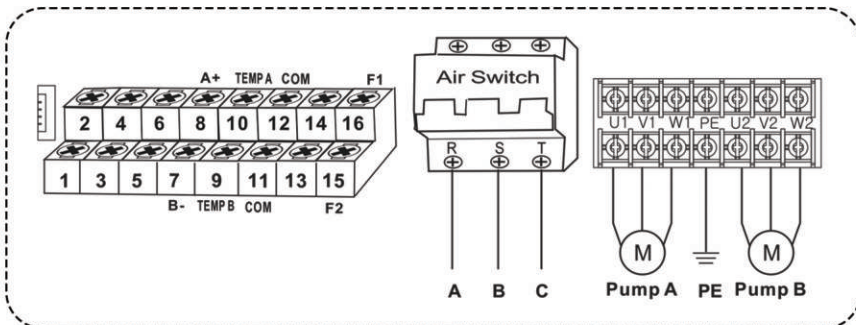 A+ TEMPA COM F1
2 4 6 8 10 12 14 16
1 3 5 7 9 11 13 15
B- TEMPB COM F2
Air Switch
R S T
A B C
U1 V1 W1 PE U2 V2 W2
M M
Pump A PE Pump B